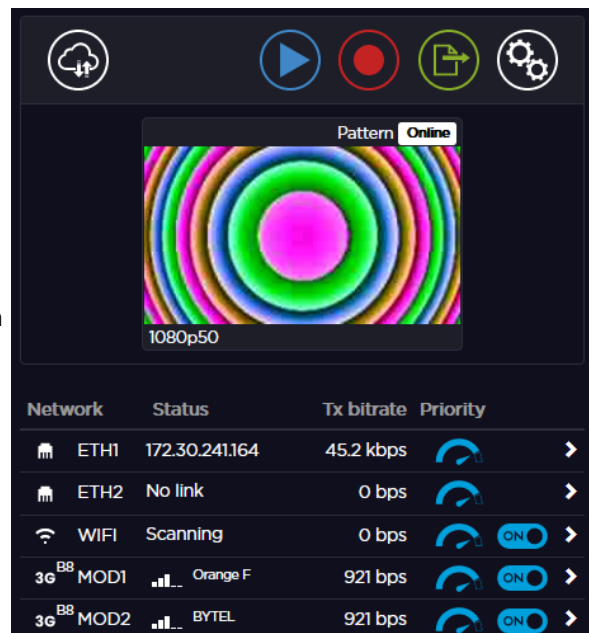 Pattern Online
1080p50
Network Status Tx bitrate Priority
ETH1 172.30.241.164 45.2 kbps
ETH2 No link 0 bps
WIFI Scanning 0 bps ON
3G B8 MOD1 Orange F 921 bps ON
3G B8 MOD2 BYTEL 921 bps ON